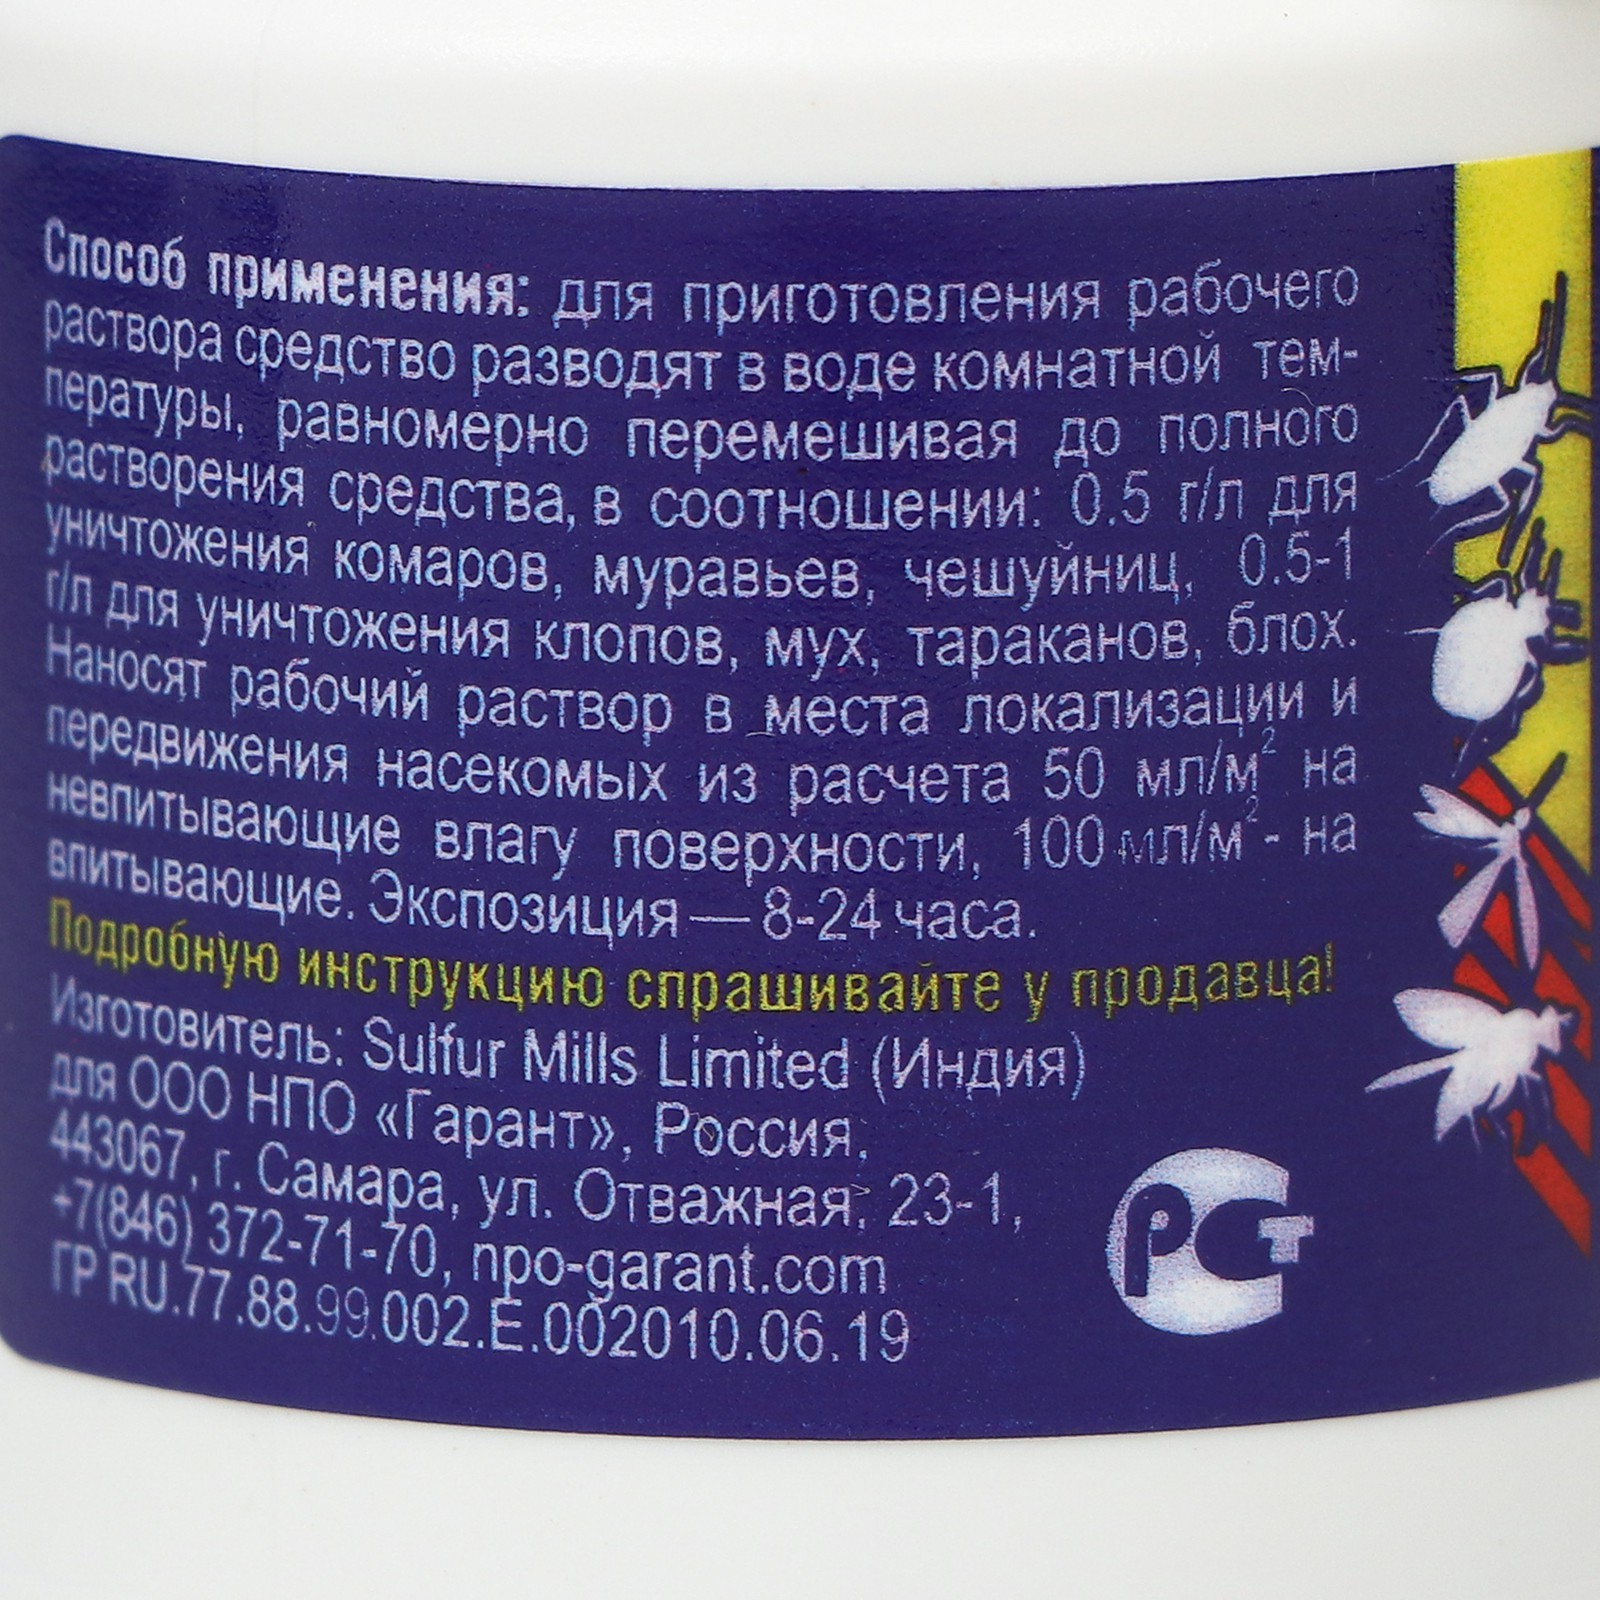 Способ применения: для приготовления рабочего
раствора средство разводят в воде комнатной тем-
пературы, равномерно перемешивая до полного
растворения средства, в соотношении: 0.5 г/л для
уничтожения комаров, муравьев, чешуйниц, 0.5-1
г/л для уничтожения клопов, мух, тараканов, блох.
Наносят рабочий раствор в места локализации и
передвижения насекомых из расчета 50 мл/м² на
невпитывающие влагу поверхности, 100 мл/м² - на
впитывающие. Экспозиция — 8-24 часа.
Подробную инструкцию спрашивайте у продавца!
Изготовитель: Sulfur Mills Limited (Индия)
для ООО НПО «Гарант», Россия,
443067, г. Самара, ул. Отважная, 23-1,
+7(846) 372-71-70, npo-garant.com
ГР RU.77.88.99.002.Е.002010.06.19
РСТ